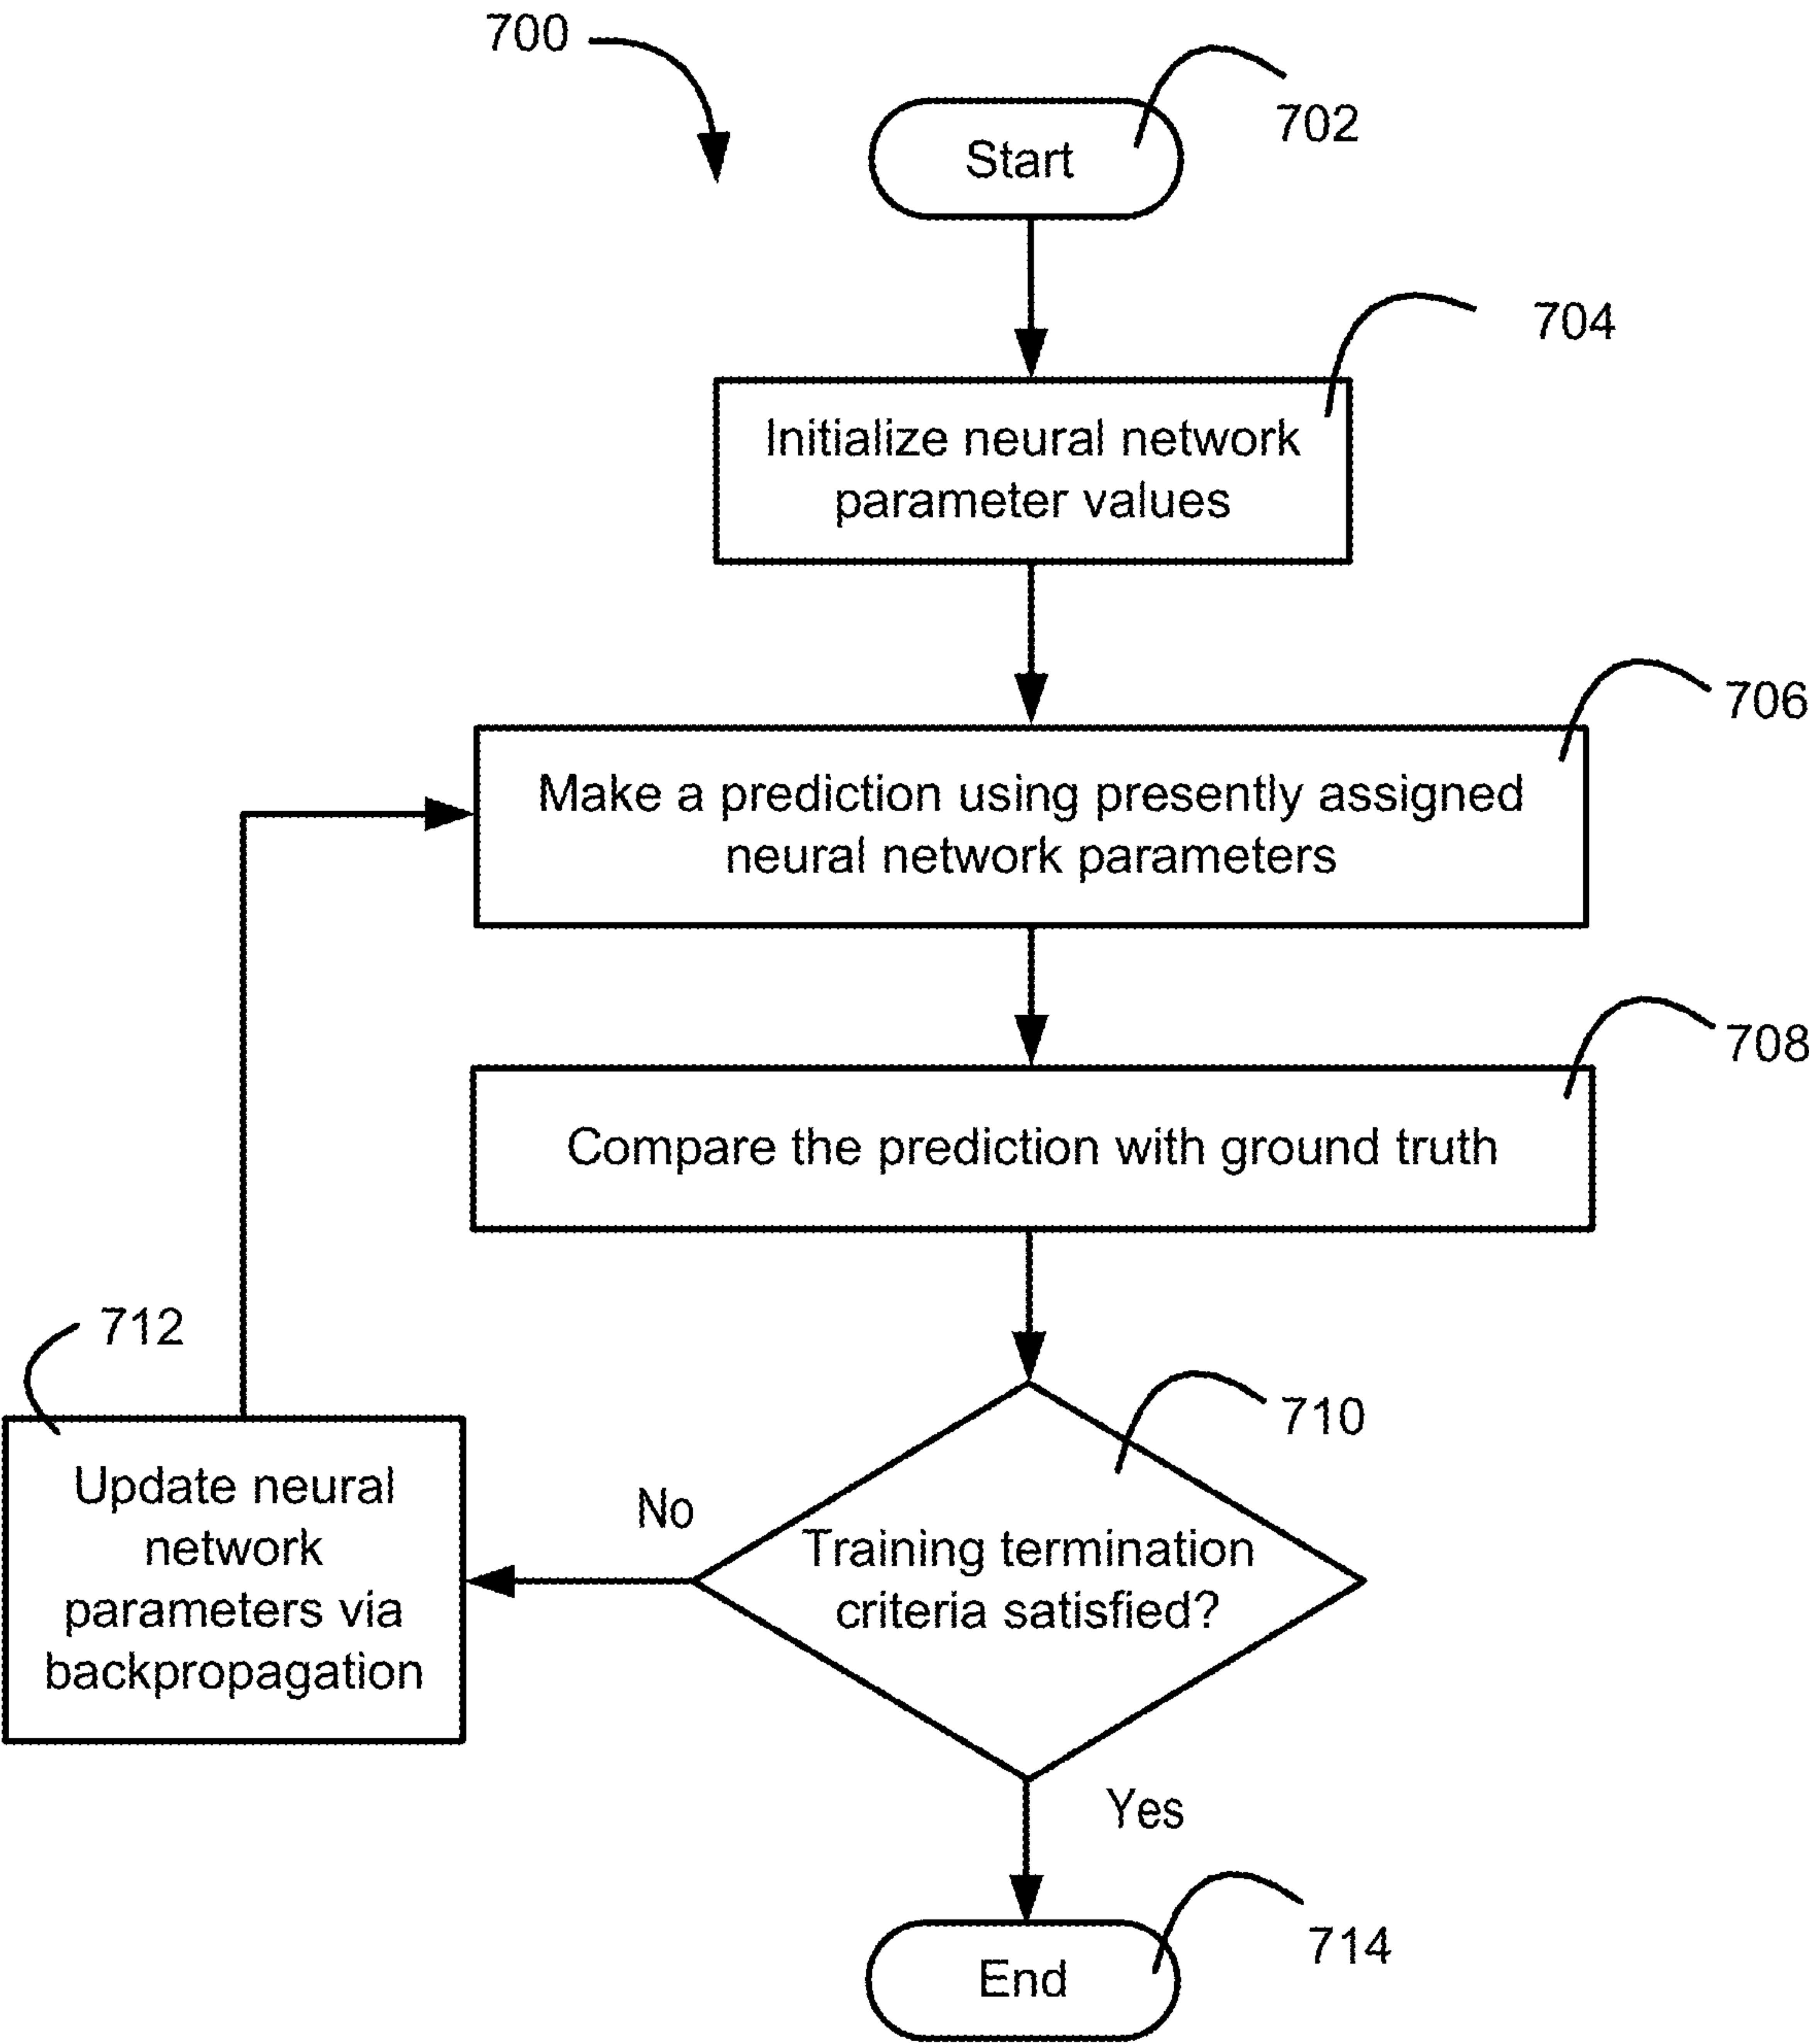 700
702
Start
704
Initialize neural network
parameter values
706
Make a prediction using presently assigned
neural network parameters
708
Compare the prediction with ground truth
712
710
Update neural
network
parameters via
backpropagation
No
Training termination
criteria satisfied?
Yes
714
End